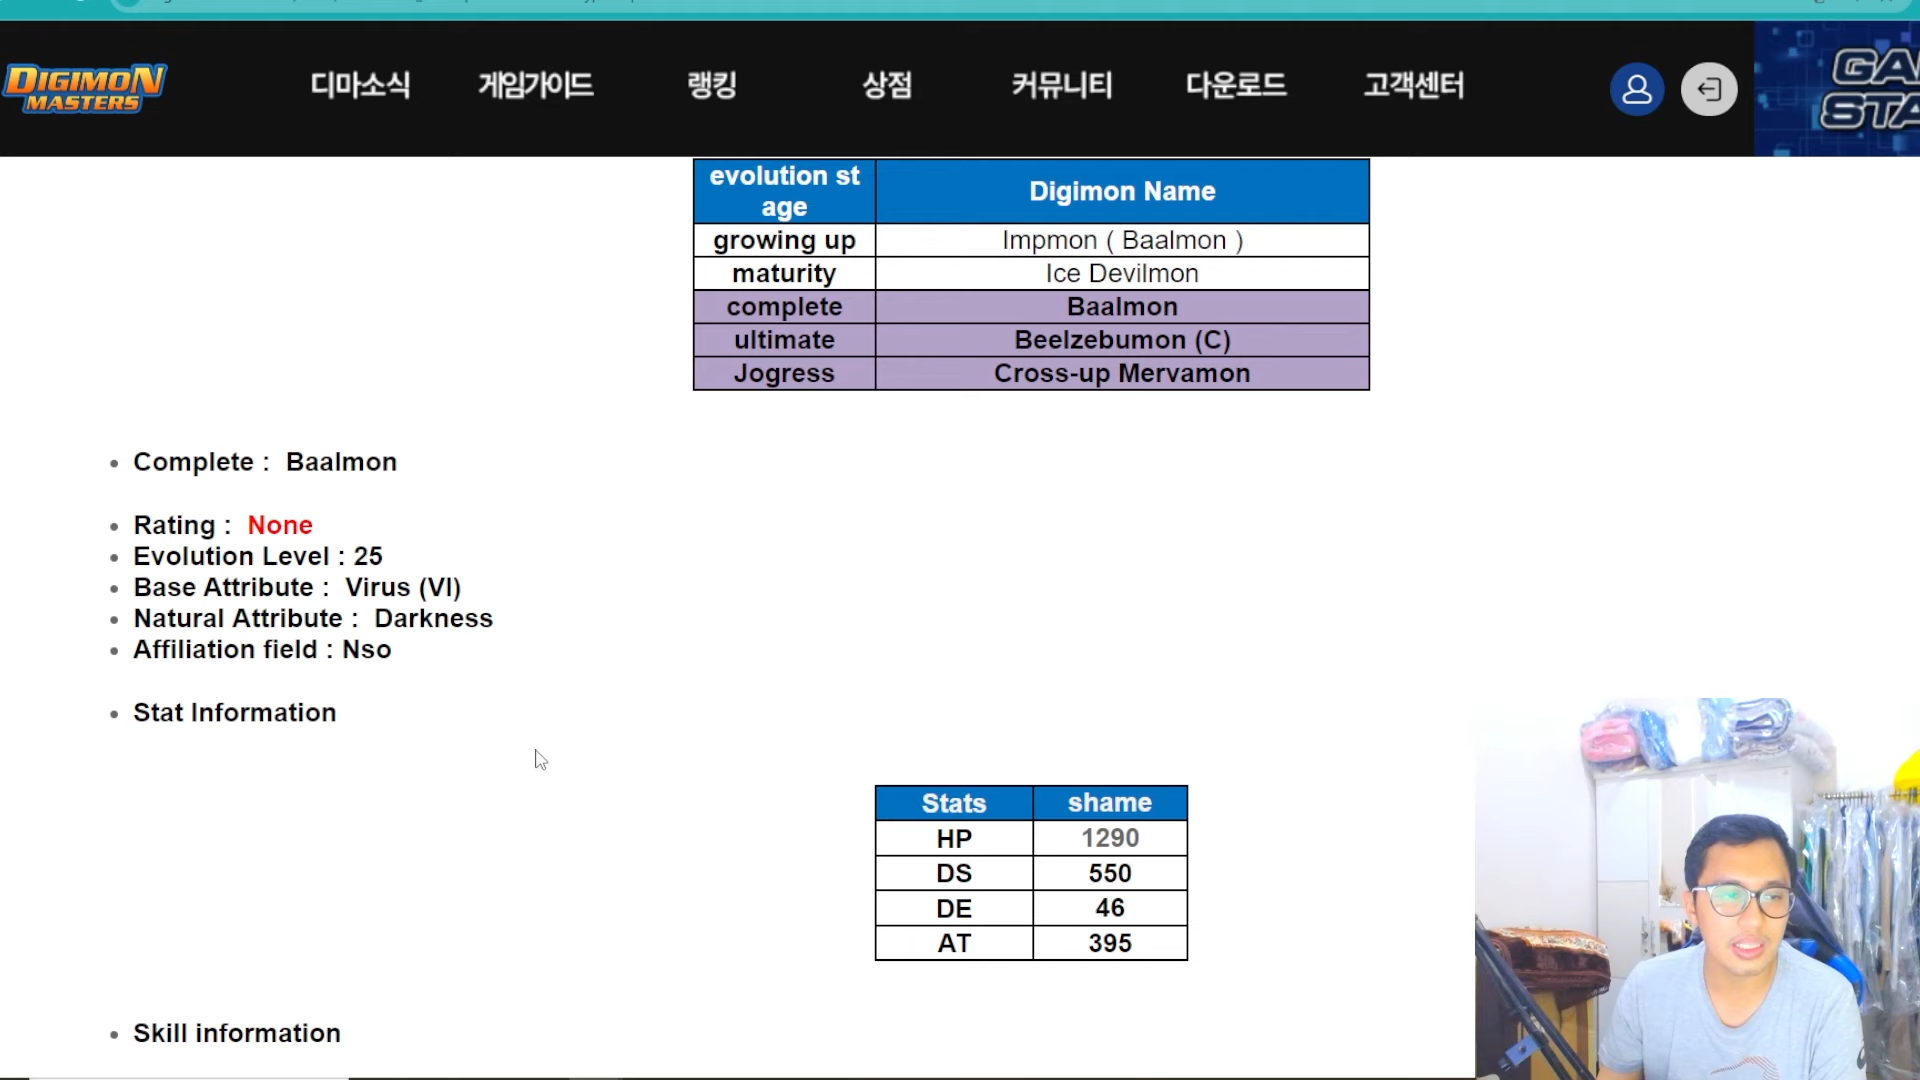 DIGIMON
MASTERS
디마소식 게임가이드 랭킹 상점 커뮤니티 다운로드 고객센터
GA
STA
evolution st
age
Digimon Name
growing up Impmon ( Baalmon )
maturity Ice Devilmon
complete Baalmon
ultimate Beelzebumon (C)
Jogress Cross-up Mervamon
Complete : Baalmon
Rating : None
Evolution Level : 25
Base Attribute : Virus (VI)
Natural Attribute : Darkness
Affiliation field : Nso
Stat Information
Stats shame
HP 1290
DS 550
DE 46
AT 395
Skill information